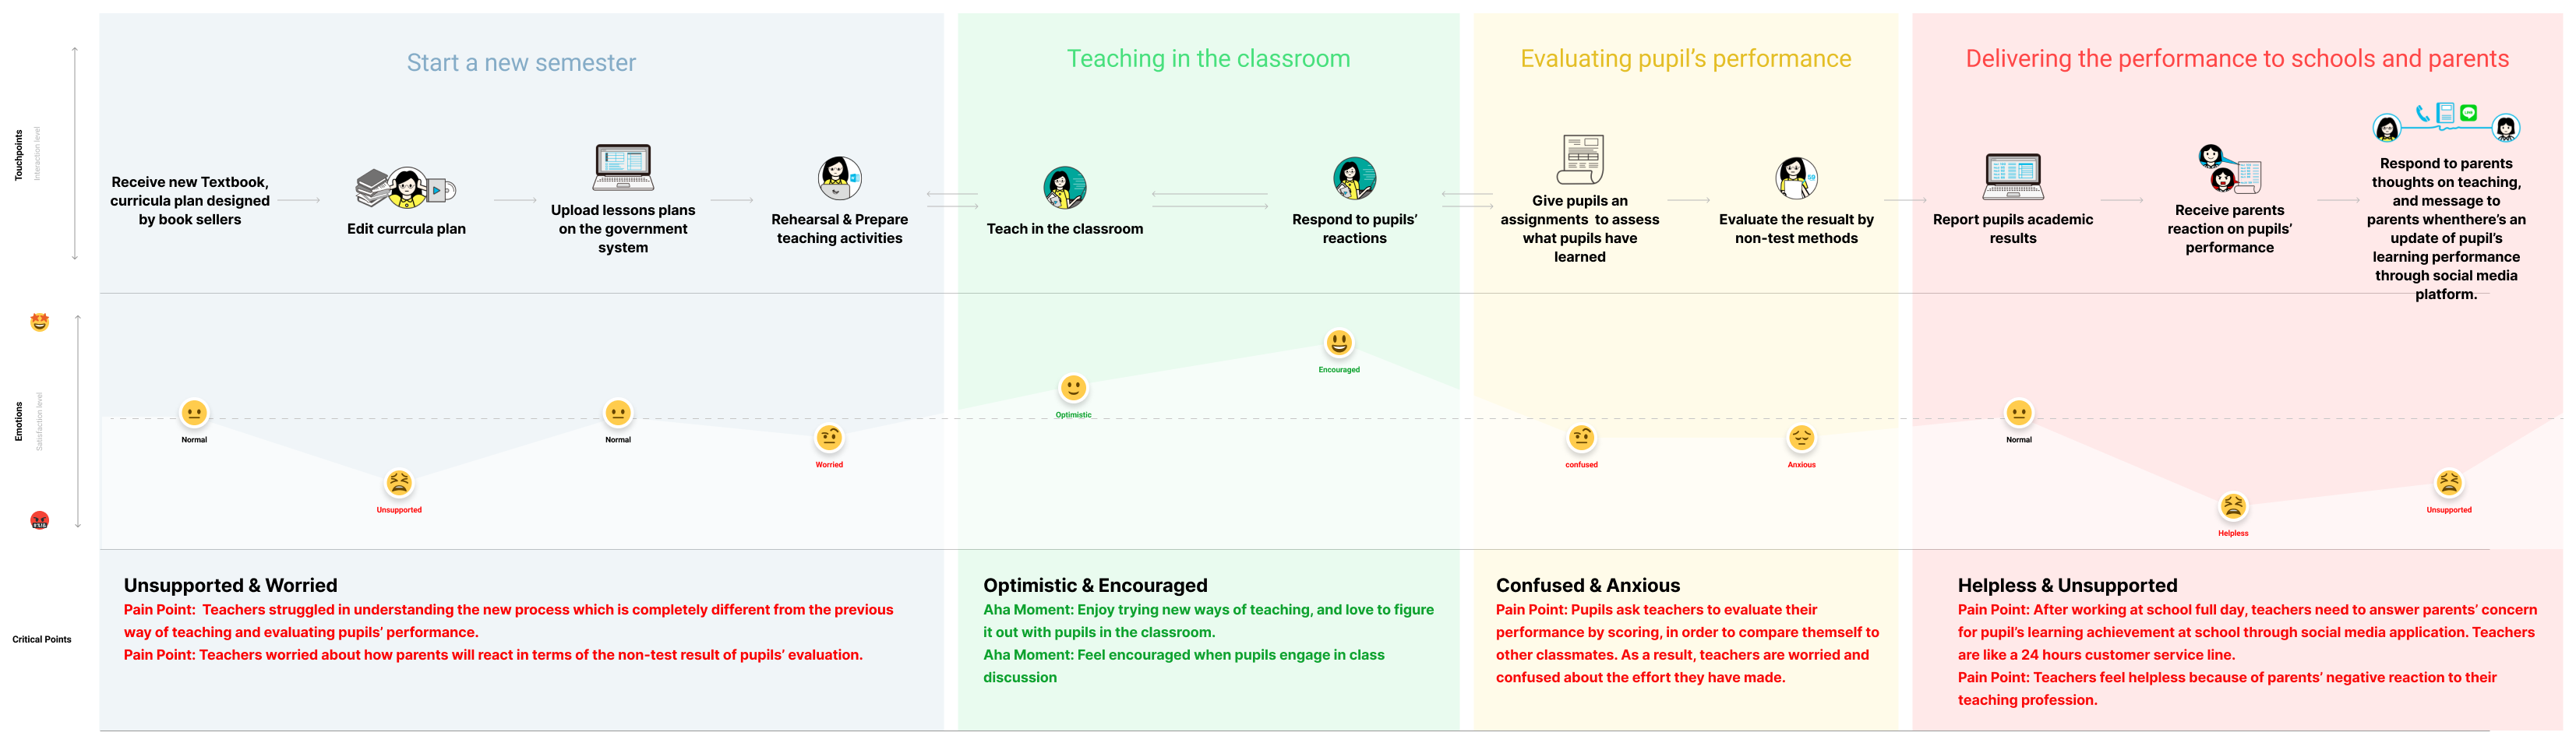 Start a new semester
Teaching in the classroom
Evaluating pupil's performance
Delivering the performance to schools and parents
Touchpoints
Interaction level
Receive new Textbook,
curricula plan designed
by book sellers
Edit currcula plan
Upload lessons plans
on the government
system
Rehearsal & Prepare
teaching activities
Teach in the classroom
Respond to pupils'
reactions
Give pupils an
assignments to assess
what pupils have
learned
59
Evaluate the resualt by
non-test methods
Report pupils academic
results
Receive parents
reaction on pupils'
performance
Respond to parents
thoughts on teaching,
and message to
parents whenthere's an
update of pupil's
learning performance
through social media
platform.
Emotions
Satisfaction level
Normal
Unsupported
Normal
Worried
Optimistic
Encouraged
confused
Anxious
Normal
Helpless
Unsupported
Critical Points
Unsupported & Worried
Pain Point: Teachers struggled in understanding the new process which is completely different from the previous
way of teaching and evaluating pupils' performance.
Pain Point: Teachers worried about how parents will react in terms of the non-test result of pupils' evaluation.
Optimistic & Encouraged
Aha Moment: Enjoy trying new ways of teaching, and love to figure
it out with pupils in the classroom.
Aha Moment: Feel encouraged when pupils engage in class
discussion
Confused & Anxious
Pain Point: Pupils ask teachers to evaluate their
performance by scoring, in order to compare themself to
other classmates. As a result, teachers are worried and
confused about the effort they have made.
Helpless & Unsupported
Pain Point: After working at school full day, teachers need to answer parents' concern
for pupil's learning achievement at school through social media application. Teachers
are like a 24 hours customer service line.
Pain Point: Teachers feel helpless because of parents' negative reaction to their
teaching profession.